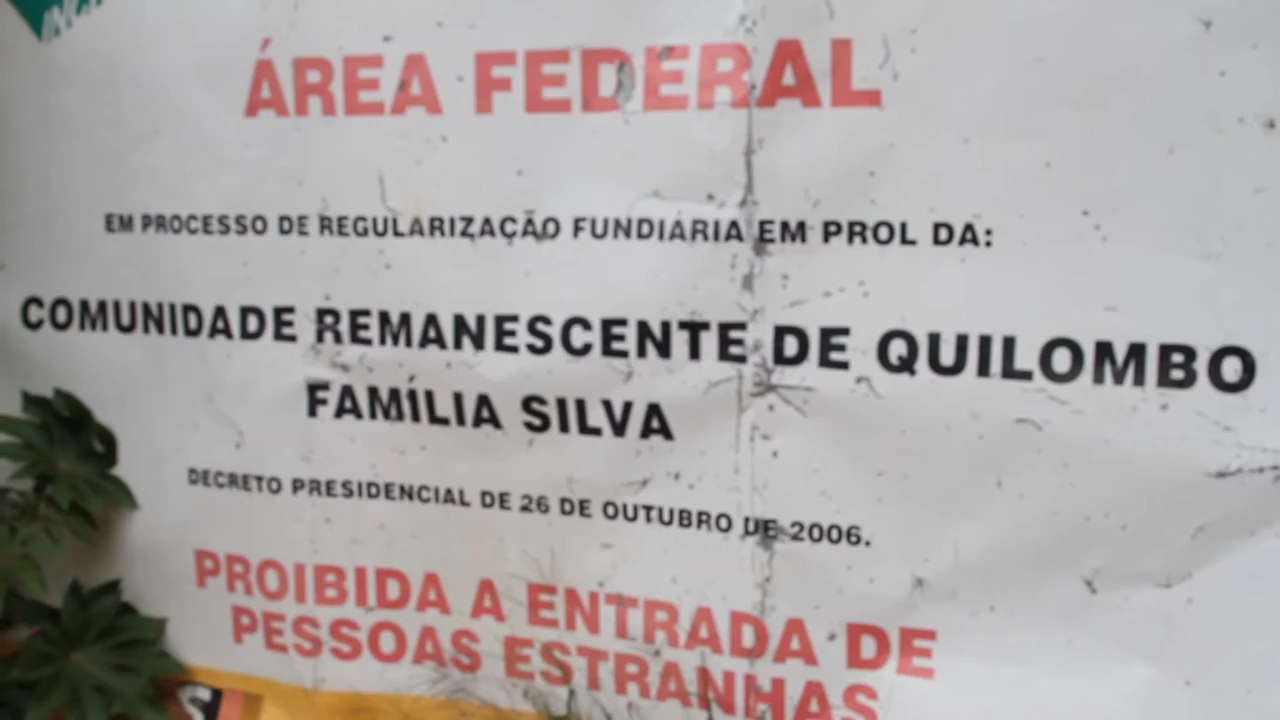 ÁREA FEDERAL
EM PROCESSO DE REGULARIZAÇÃO FUNDIÁRIA EM PROL DA:
COMUNIDADE REMANESCENTE DE QUILOMBO
FAMÍLIA SILVA
DECRETO PRESIDENCIAL DE 26 DE OUTUBRO DE 2006.
PROIBIDA A ENTRADA DE
PESSOAS ESTRANHAS